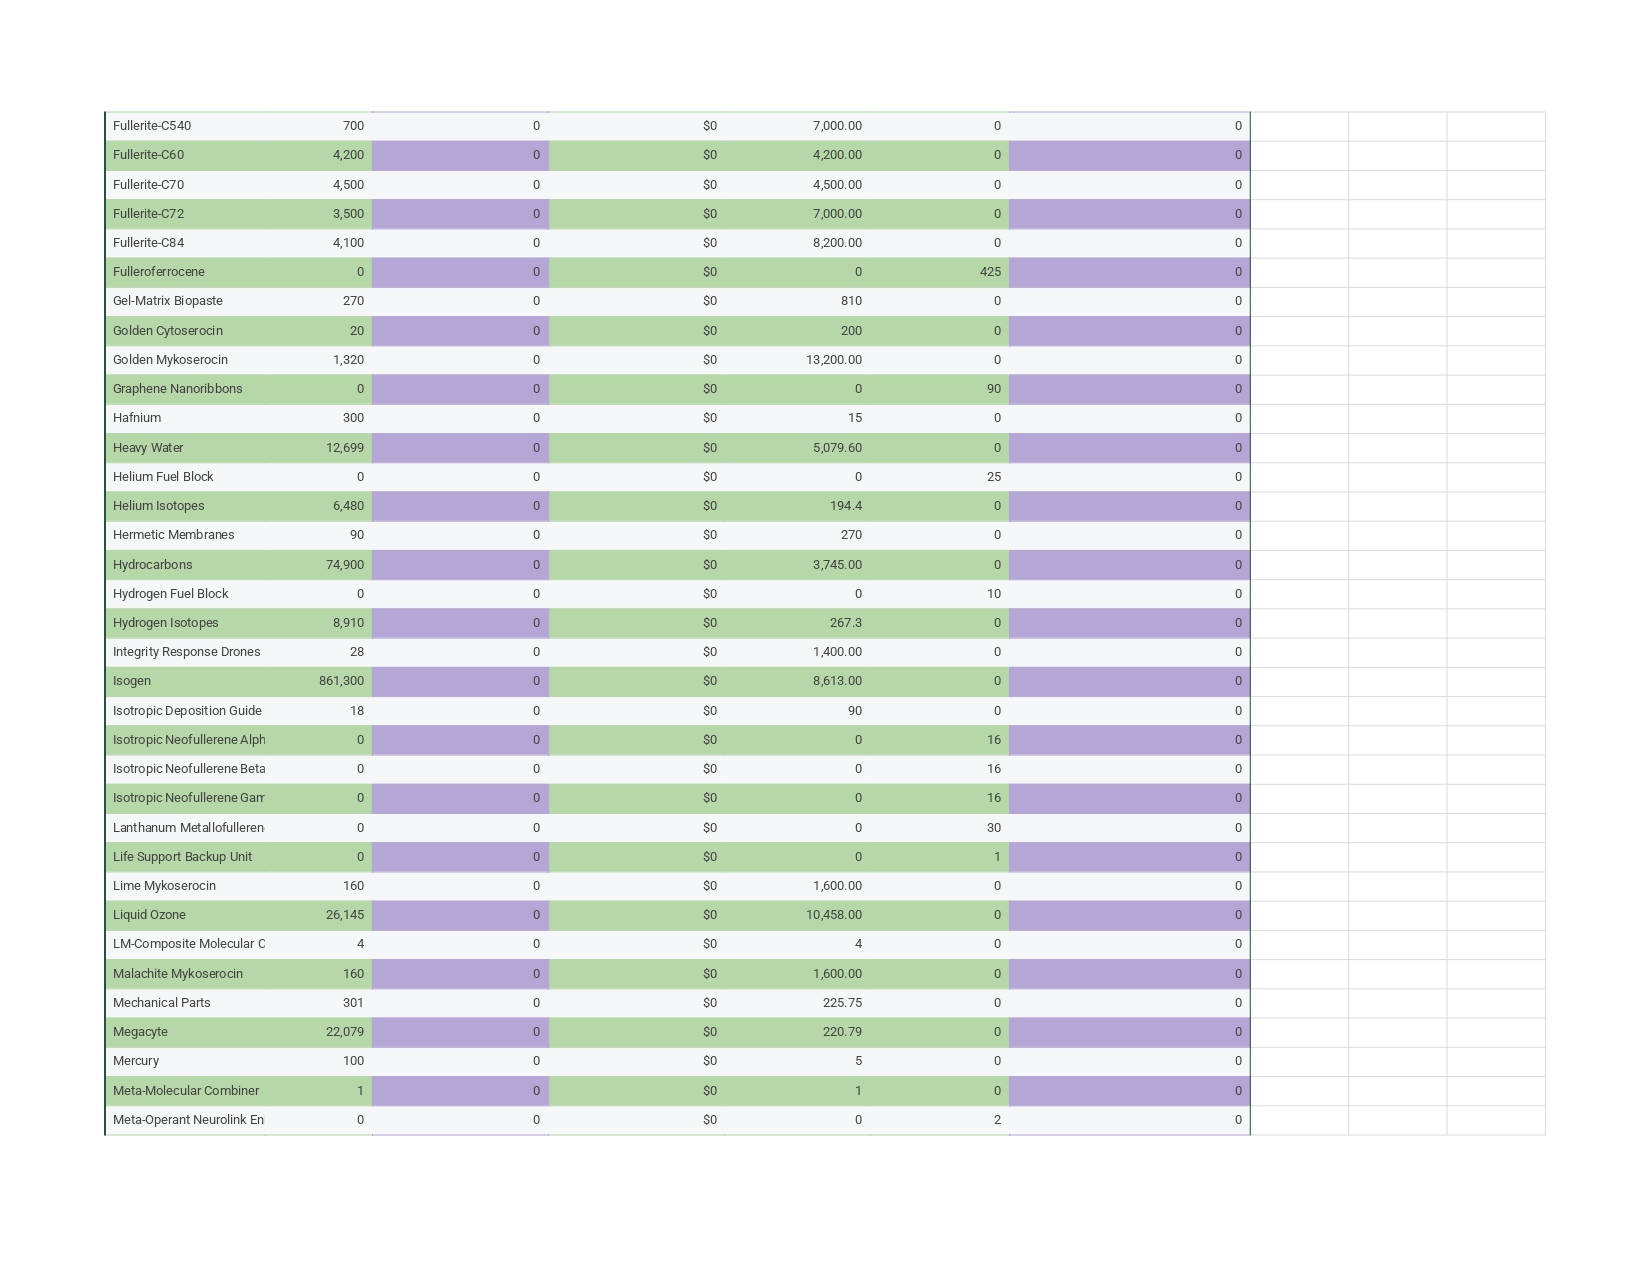 Fullerite-C540 700 0 $0 7,000.00 0 0
Fullerite-C60 4,200 0 $0 4,200.00 0 0
Fullerite-C70 4,500 0 $0 4,500.00 0 0
Fullerite-C72 3,500 0 $0 7,000.00 0 0
Fullerite-C84 4,100 0 $0 8,200.00 0 0
Fulleroferrocene 0 0 $0 0 425 0
Gel-Matrix Biopaste 270 0 $0 810 0 0
Golden Cytoserocin 20 0 $0 200 0 0
Golden Mykoserocin 1,320 0 $0 13,200.00 0 0
Graphene Nanoribbons 0 0 $0 0 90 0
Hafnium 300 0 $0 15 0 0
Heavy Water 12,699 0 $0 5,079.60 0 0
Helium Fuel Block 0 0 $0 0 25 0
Helium Isotopes 6,480 0 $0 194.4 0 0
Hermetic Membranes 90 0 $0 270 0 0
Hydrocarbons 74,900 0 $0 3,745.00 0 0
Hydrogen Fuel Block 0 0 $0 0 10 0
Hydrogen Isotopes 8,910 0 $0 267.3 0 0
Integrity Response Drones 28 0 $0 1,400.00 0 0
Isogen 861,300 0 $0 8,613.00 0 0
Isotropic Deposition Guide 18 0 $0 90 0 0
Isotropic Neofullerene Alph 0 0 $0 0 16 0
Isotropic Neofullerene Beta 0 0 $0 0 16 0
Isotropic Neofullerene Gam 0 0 $0 0 16 0
Lanthanum Metallofulleren 0 0 $0 0 30 0
Life Support Backup Unit 0 0 $0 0 1 0
Lime Mykoserocin 160 0 $0 1,600.00 0 0
Liquid Ozone 26,145 0 $0 10,458.00 0 0
LM-Composite Molecular C 4 0 $0 4 0 0
Malachite Mykoserocin 160 0 $0 1,600.00 0 0
Mechanical Parts 301 0 $0 225.75 0 0
Megacyte 22,079 0 $0 220.79 0 0
Mercury 100 0 $0 5 0 0
Meta-Molecular Combiner 1 0 $0 1 0 0
Meta-Operant Neurolink En 0 0 $0 0 2 0